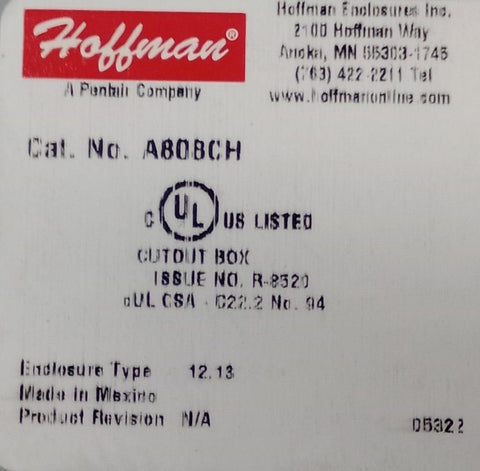 Hoffman®
A Pentair Company
Hoffman Enclosures Inc.
2100 Hoffman Way
Anoka, MN 55303-1745
(763) 422-2211 Tel
www.hoffmanonline.com
Cat. No. A808CH
C UL US LISTED
CUTOUT BOX
ISSUE NO. R-8520
cUL CSA - C22.2 No. 94
Enclosure Type 12,13
Made in Mexico
Product Revision N/A
05322